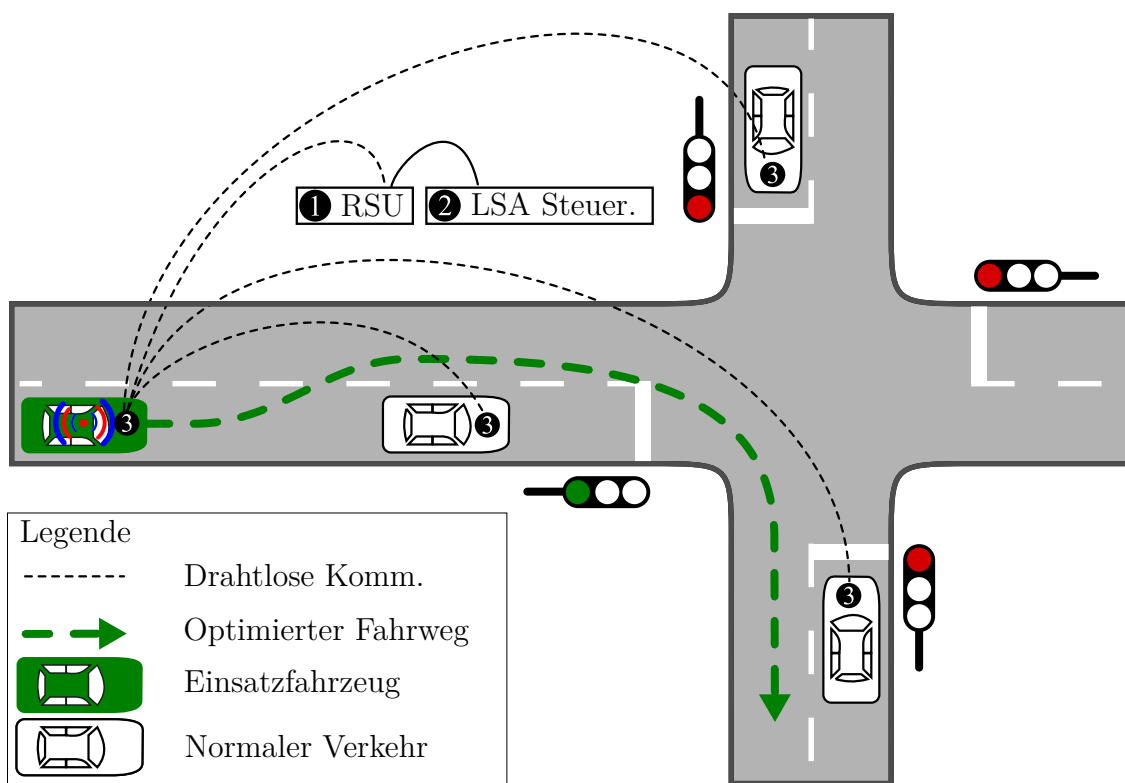 3
1 RSU
2 LSA Steuer.
3
3
3
Legende
Drahtlose Komm.
Optimierter Fahrweg
Einsatzfahrzeug
Normaler Verkehr